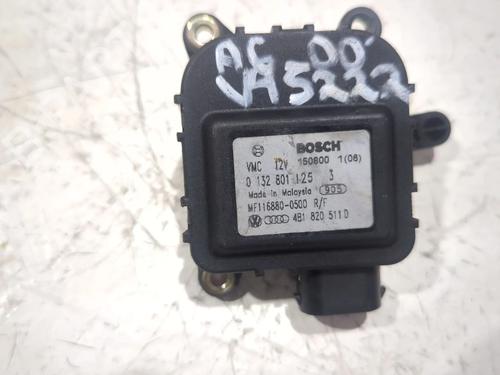 AC 00'
VA5222
BOSCH
VMC 12V 150800 1(06)
0 132 801 125 3
Made in Malaysia 905
MF116880-0500 R/F
4B1 820 511 D